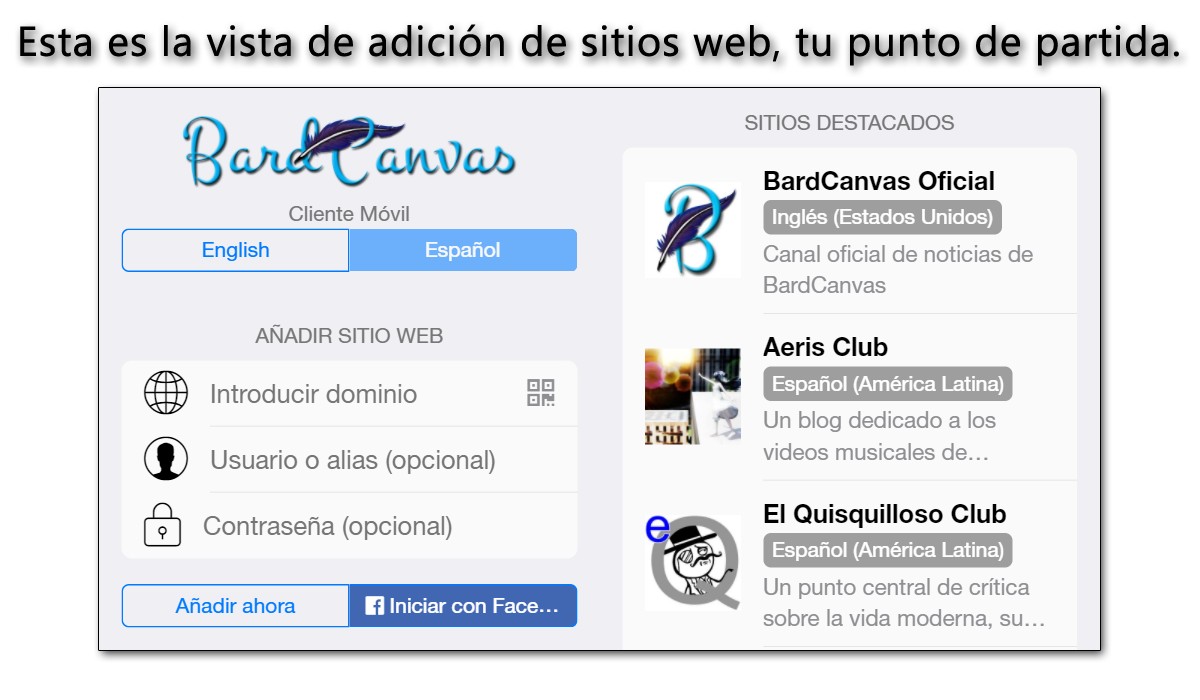 Esta es la vista de adición de sitios web, tu punto de partida.
BardCanvas
Cliente Móvil
English
Español
AÑADIR SITIO WEB
Introducir dominio
Usuario o alias (opcional)
Contraseña (opcional)
Añadir ahora
Iniciar con Face…
SITIOS DESTACADOS
B
BardCanvas Oficial
Inglés (Estados Unidos)
Canal oficial de noticias de
BardCanvas
Aeris Club
Español (América Latina)
Un blog dedicado a los
videos musicales de…
eQ
El Quisquilloso Club
Español (América Latina)
Un punto central de crítica
sobre la vida moderna, su…